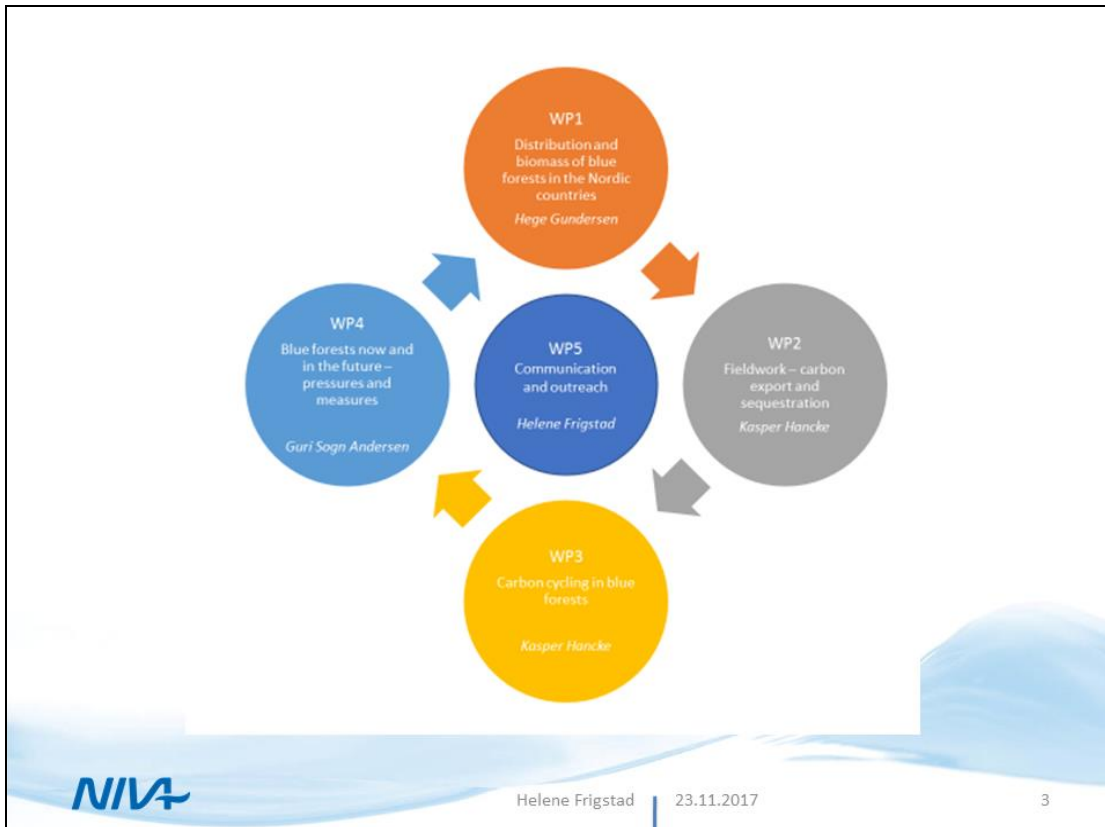 WP1
Distribution and
biomass of blue
forests in the Nordic
countries
Hege Gundersen
WP4
Blue forests now and
in the future –
pressures and
measures
Guri Sogn Andersen
WP5
Communication
and outreach
Helene Frigstad
WP2
Fieldwork – carbon
export and
sequestration
Kasper Hancke
WP3
Carbon cycling in blue
forests
Kasper Hancke
NIVA
Helene Frigstad
23.11.2017
3